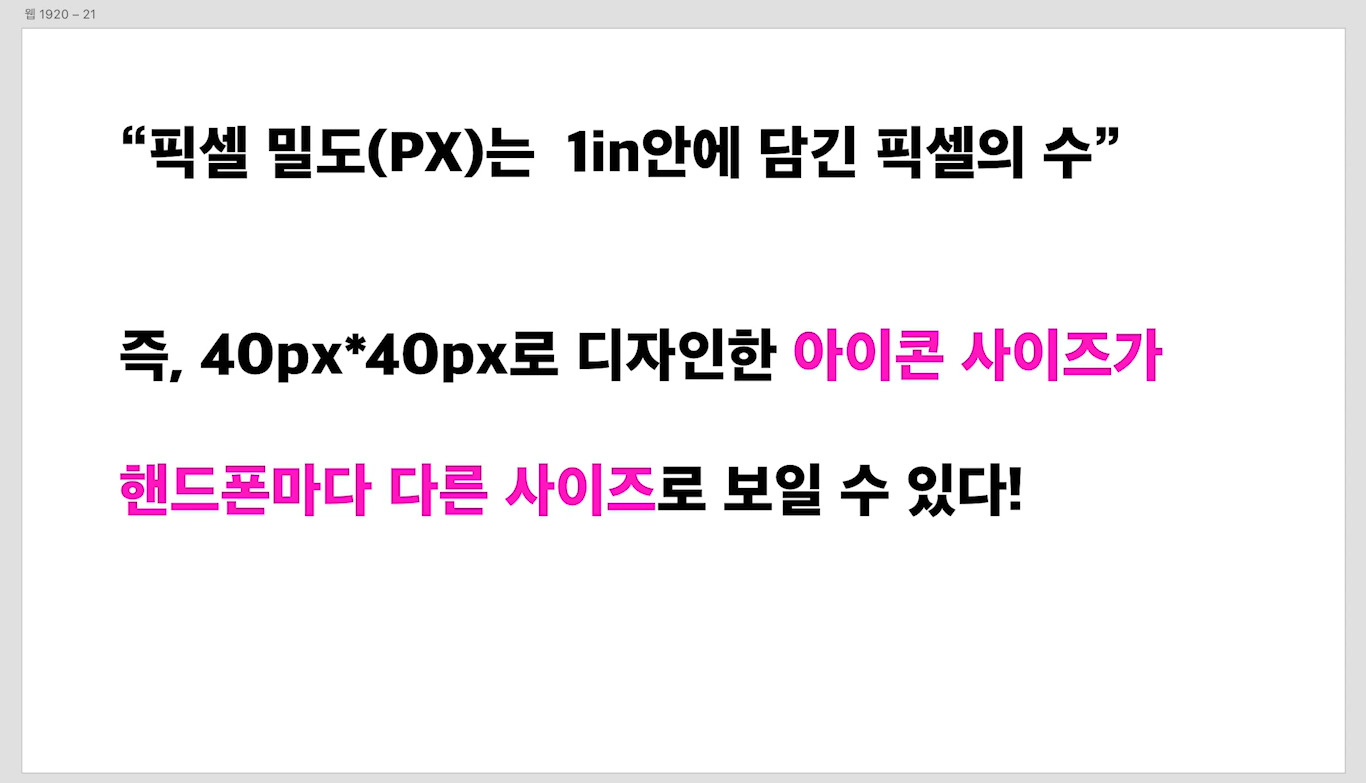 웹 1920 – 21
“픽셀 밀도(PX)는 1in안에 담긴 픽셀의 수”
즉, 40px*40px로 디자인한 아이콘 사이즈가
핸드폰마다 다른 사이즈로 보일 수 있다!